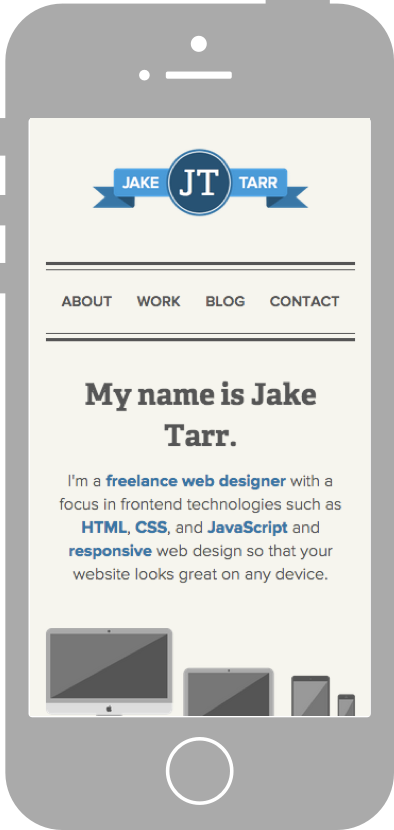 JAKE JT TARR
ABOUT WORK BLOG CONTACT
My name is Jake
Tarr.
I'm a freelance web designer with a
focus in frontend technologies such as
HTML, CSS, and JavaScript and
responsive web design so that your
website looks great on any device.